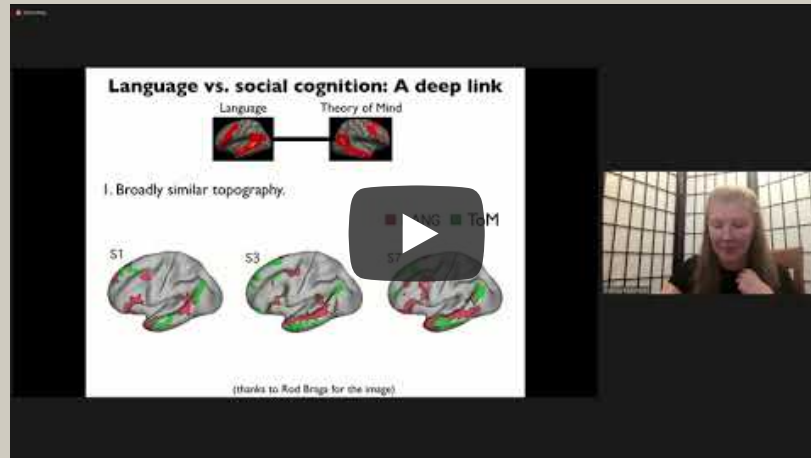 Language vs. social cognition: A deep link
Language Theory of Mind
1. Broadly similar topography.
ToM
S1 S3
(thanks to Rod Braga for the image)